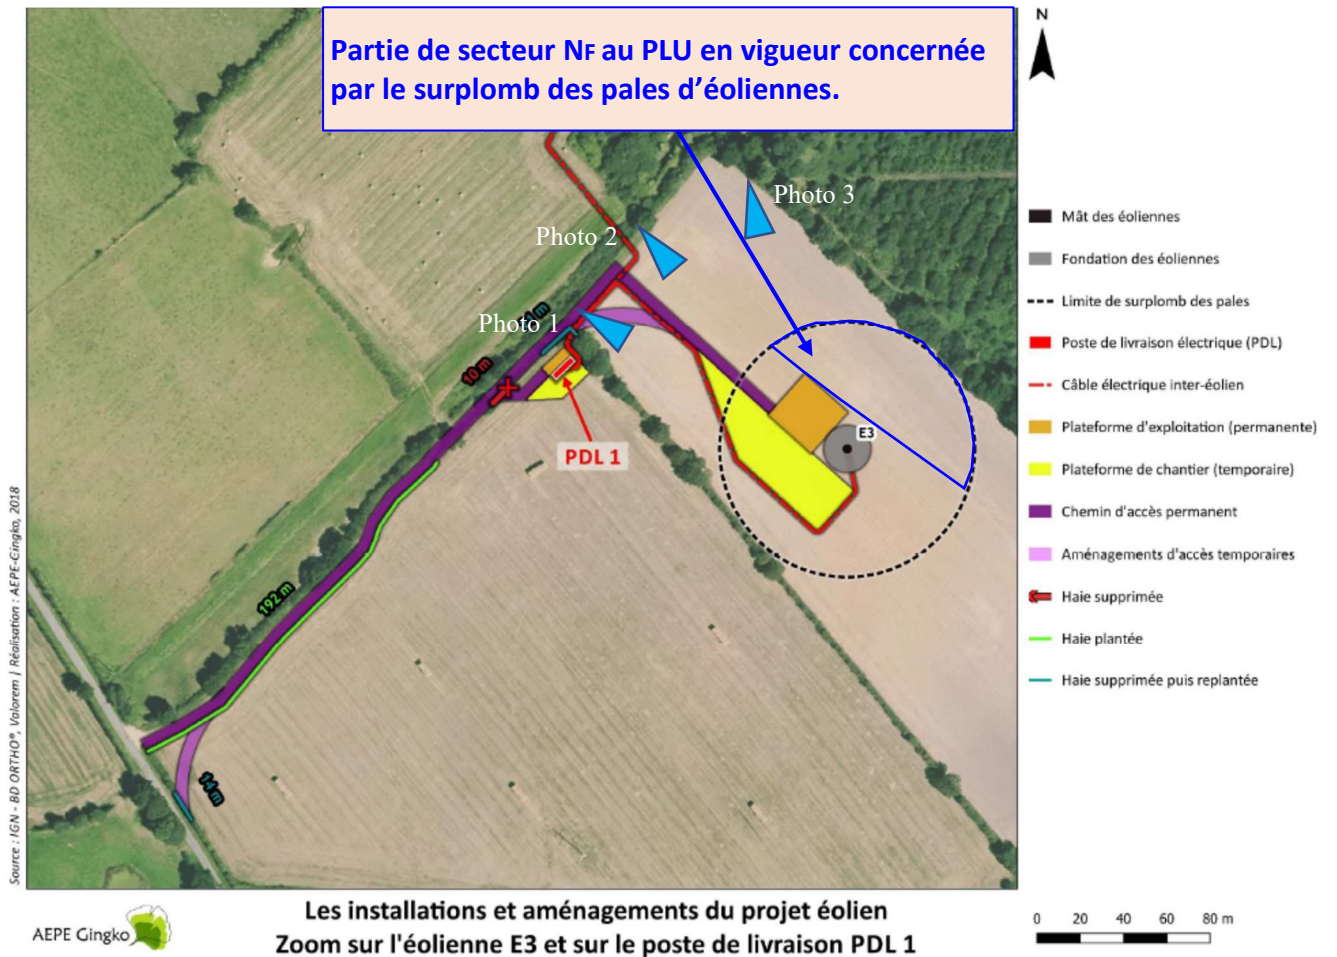 Partie de secteur NF au PLU en vigueur concernée
par le surplomb des pales d'éoliennes.
N
Photo 3
Photo 2
Photo 1
10 m
PDL 1
E3
192 m
14 m
Mât des éoliennes
Fondation des éoliennes
Limite de surplomb des pales
Poste de livraison électrique (PDL)
Câble électrique inter-éolien
Plateforme d'exploitation (permanente)
Plateforme de chantier (temporaire)
Chemin d'accès permanent
Aménagements d'accès temporaires
Haie supprimée
Haie plantée
Haie supprimée puis replantée
Source : IGN - BD ORTHO®, Valorem | Réalisation : AEPE-Gingko, 2018
AEPE Gingko
Les installations et aménagements du projet éolien
Zoom sur l'éolienne E3 et sur le poste de livraison PDL 1
0 20 40 60 80 m